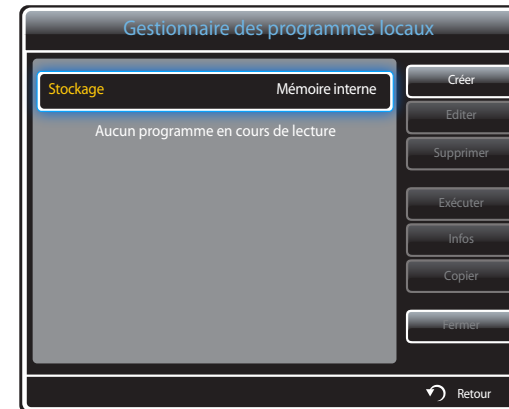 Gestionnaire des programmes locaux
Stockage Mémoire interne
Aucun programme en cours de lecture
Créer
Editer
Supprimer
Exécuter
Infos
Copier
Fermer
Retour